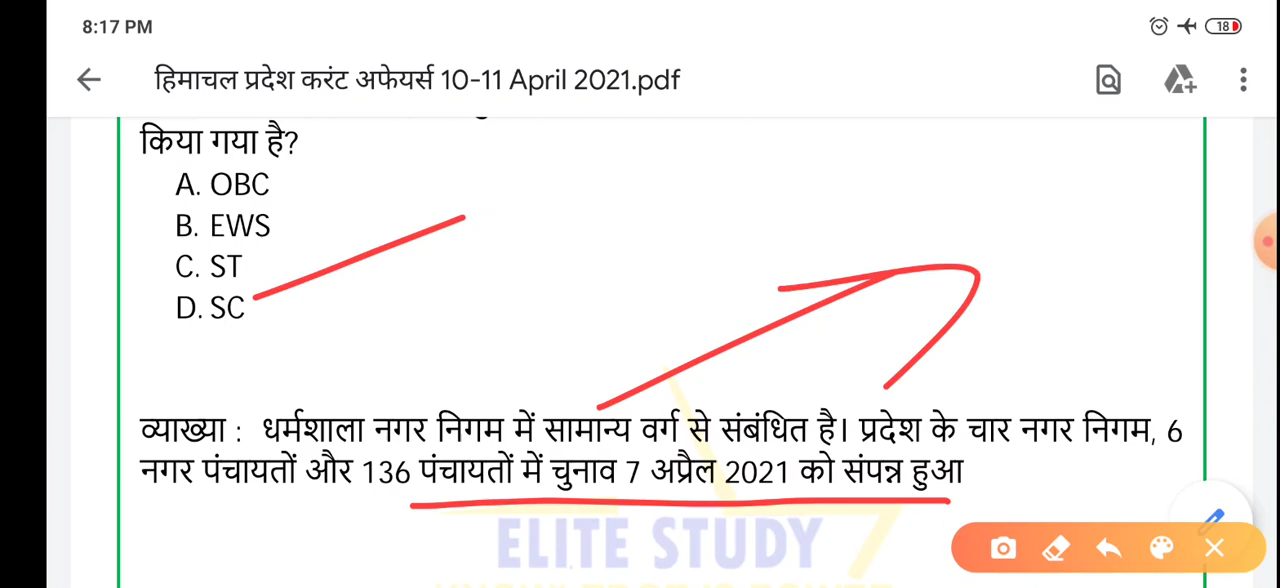 8:17 PM
18
हिमाचल प्रदेश करंट अफेयर्स 10-11 April 2021.pdf
किया गया है?
A. OBC
B. EWS
C. ST
D. SC
व्याख्या : धर्मशाला नगर निगम में सामान्य वर्ग से संबंधित है। प्रदेश के चार नगर निगम, 6
नगर पंचायतों और 136 पंचायतों में चुनाव 7 अप्रैल 2021 को संपन्न हुआ
ELITE STUDY